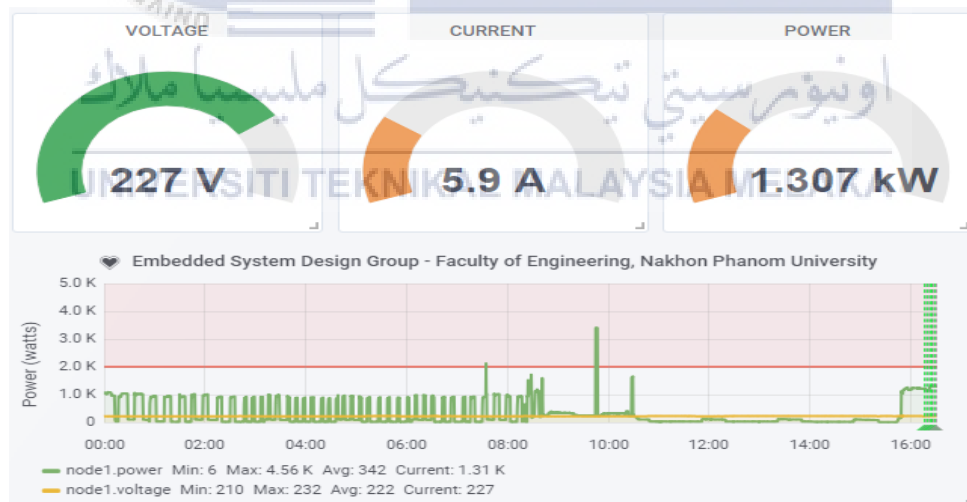 VOLTAGE
CURRENT
POWER
اونيۏرسيتي تيكنيكل مليسيا ملاك
UNIVERSITI TEKNIKAL MALAYSIA MELAKA
227 V
5.9 A
1.307 kW
Embedded System Design Group - Faculty of Engineering, Nakhon Phanom University
Power (watts)
5.0 K
4.0 K
3.0 K
2.0 K
1.0 K
0
00:00 02:00 04:00 06:00 08:00 10:00 12:00 14:00 16:00
node1.power Min: 6 Max: 4.56 K Avg: 342 Current: 1.31 K
node1.voltage Min: 210 Max: 232 Avg: 222 Current: 227